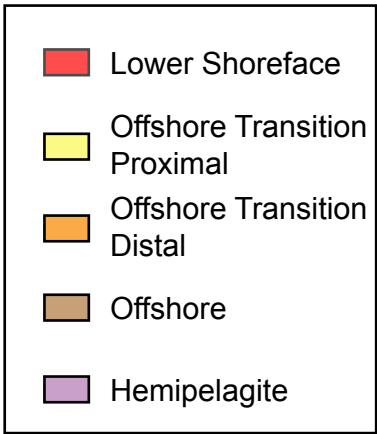 Lower Shoreface
Offshore Transition
Proximal
Offshore Transition
Distal
Offshore
Hemipelagite